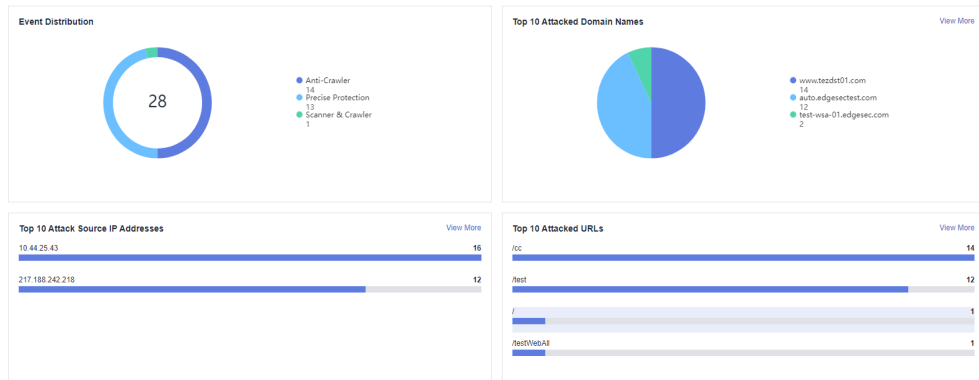 Event Distribution
28
Anti-Crawler
14
Precise Protection
13
Scanner & Crawler
1
Top 10 Attacked Domain Names
View More
www.tezdst01.com
14
auto.edgesectest.com
12
test-wsa-01.edgesec.com
2
Top 10 Attack Source IP Addresses
View More
10.44.25.43
16
217.188.242.218
12
Top 10 Attacked URLs
View More
/cc
14
/test
12
/
1
/testWebAll
1